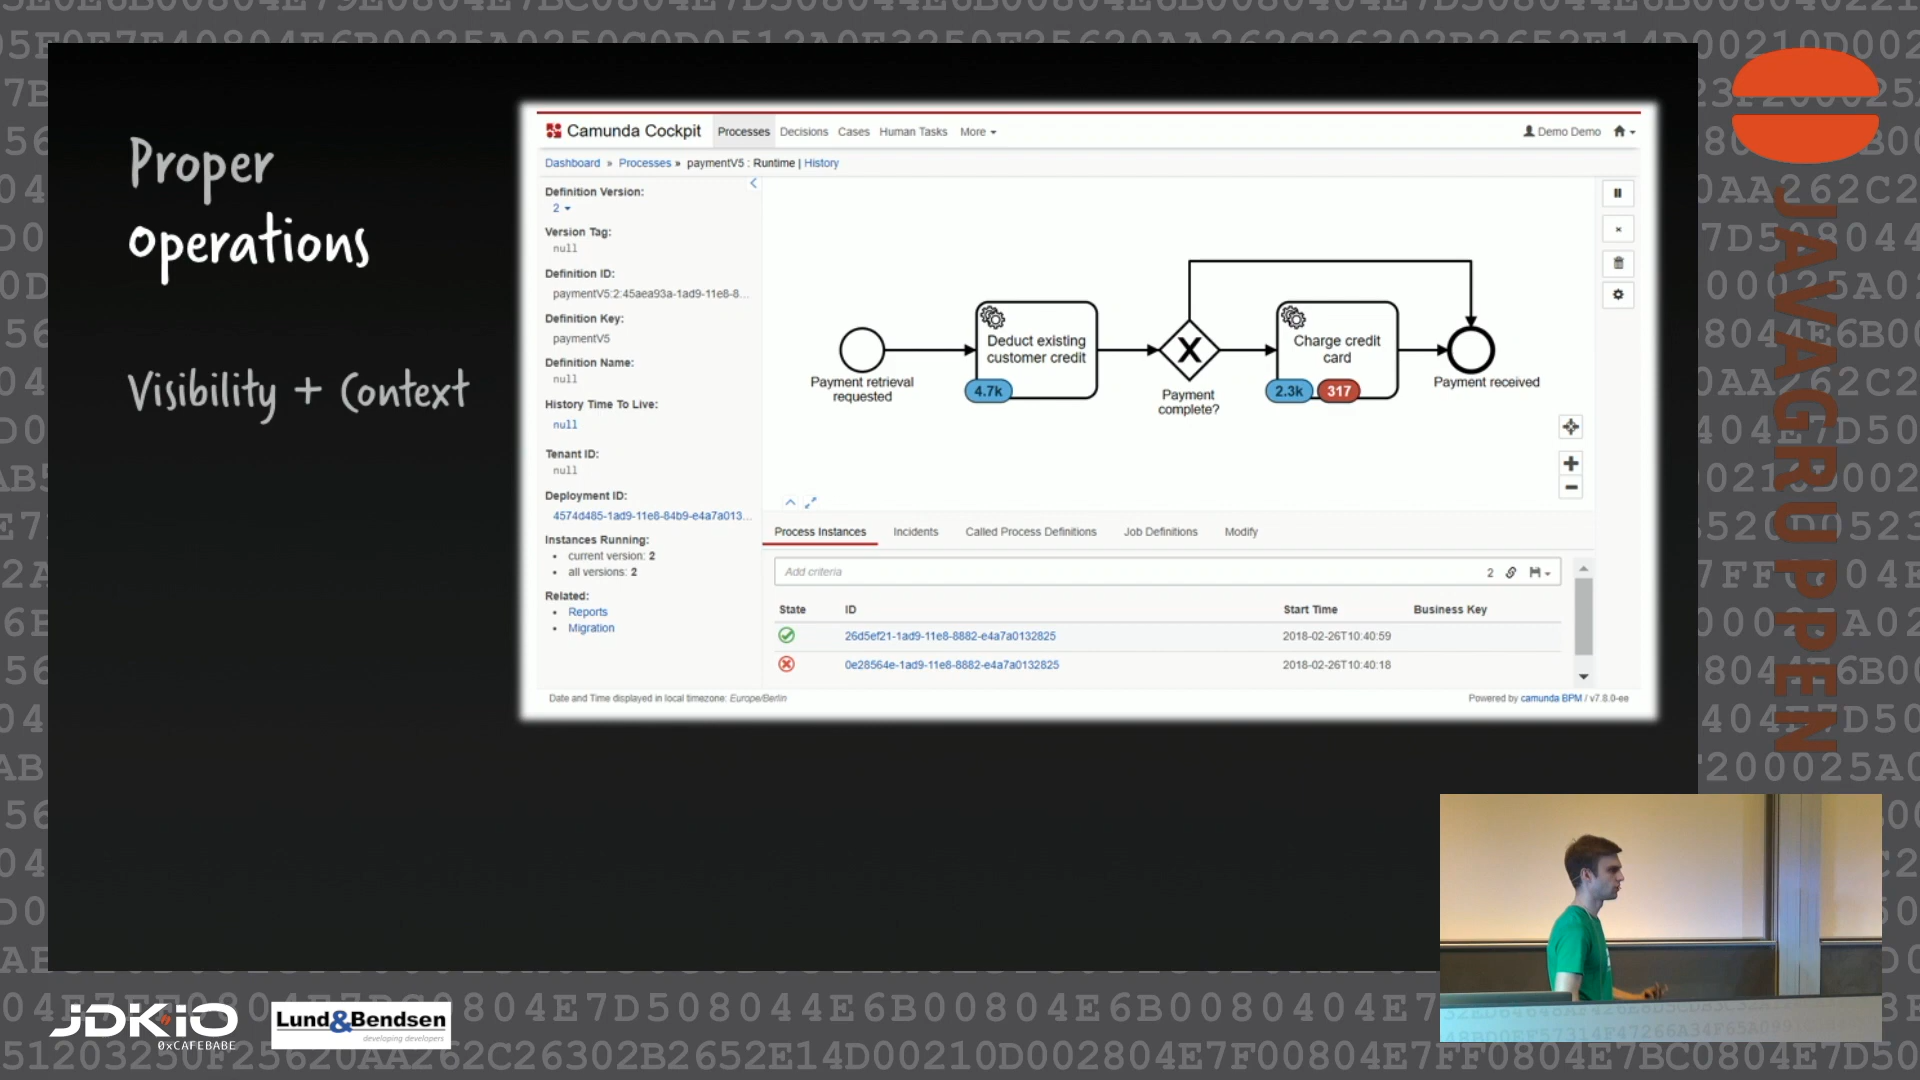 Proper
Operations
Visibility + Context
Camunda Cockpit
Processes
Decisions
Cases
Human Tasks
More
Demo Demo
Dashboard » Processes » paymentV5 : Runtime | History
Definition Version:
2
Version Tag:
null
Definition ID:
paymentV5:2:45aea93a-1ad9-11e8-8...
Definition Key:
paymentV5
Definition Name:
null
History Time To Live:
null
Tenant ID:
null
Deployment ID:
4574d485-1ad9-11e8-84b9-e4a7a013...
Instances Running:
current version: 2
all versions: 2
Related:
Reports
Migration
Payment retrieval
requested
Deduct existing
customer credit
4.7k
X
Payment
complete?
Charge credit
card
2.3k
317
Payment received
Process Instances
Incidents
Called Process Definitions
Job Definitions
Modify
Add criteria
2
State ID Start Time Business Key
26d5ef21-1ad9-11e8-8882-e4a7a0132825 2018-02-26T10:40:59
0e28564e-1ad9-11e8-8882-e4a7a0132825 2018-02-26T10:40:18
Date and Time displayed in local timezone: Europe/Berlin
Powered by camunda BPM / v7.8.0-ee
JAVAGRUPPEN
JDK.IO
0xCAFEBABE
Lund&Bendsen
developing developers